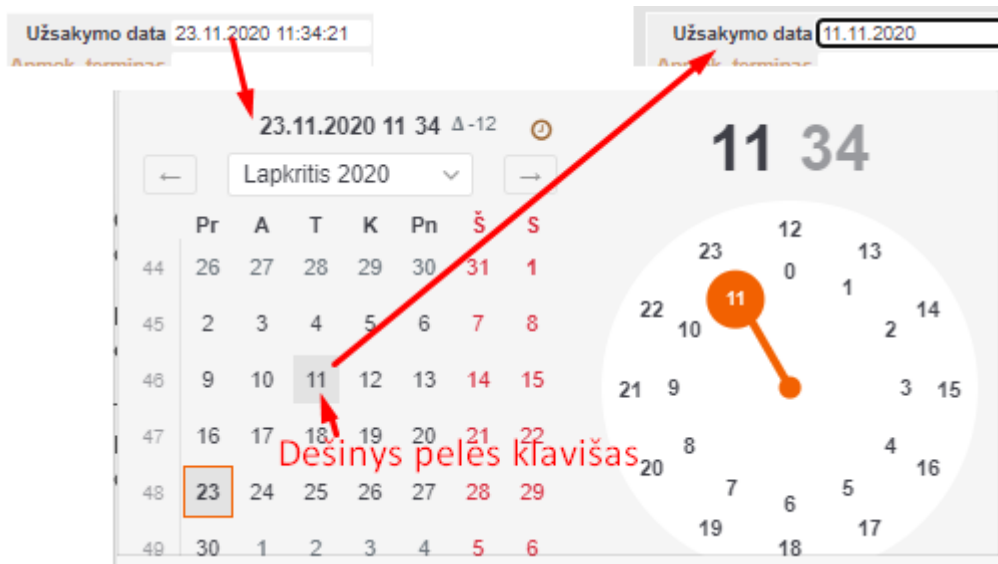 Užsakymo data 23.11.2020 11:34:21
Užsakymo data 11.11.2020
23.11.2020 11 34 Δ -12
← Lapkritis 2020 →
Pr A T K Pn Š S
44 26 27 28 29 30 31 1
45 2 3 4 5 6 7 8
46 9 10 11 12 13 14 15
47 16 17 18 19 20 21 22
Dešinys pelės klavišas
48 23 24 25 26 27 28 29
49 30 1 2 3 4 5 6
11 34
12
23 13
0
11 1
22 14
10 2
21 9 3 15
8 4
20 16
7 5
6
19 17
18